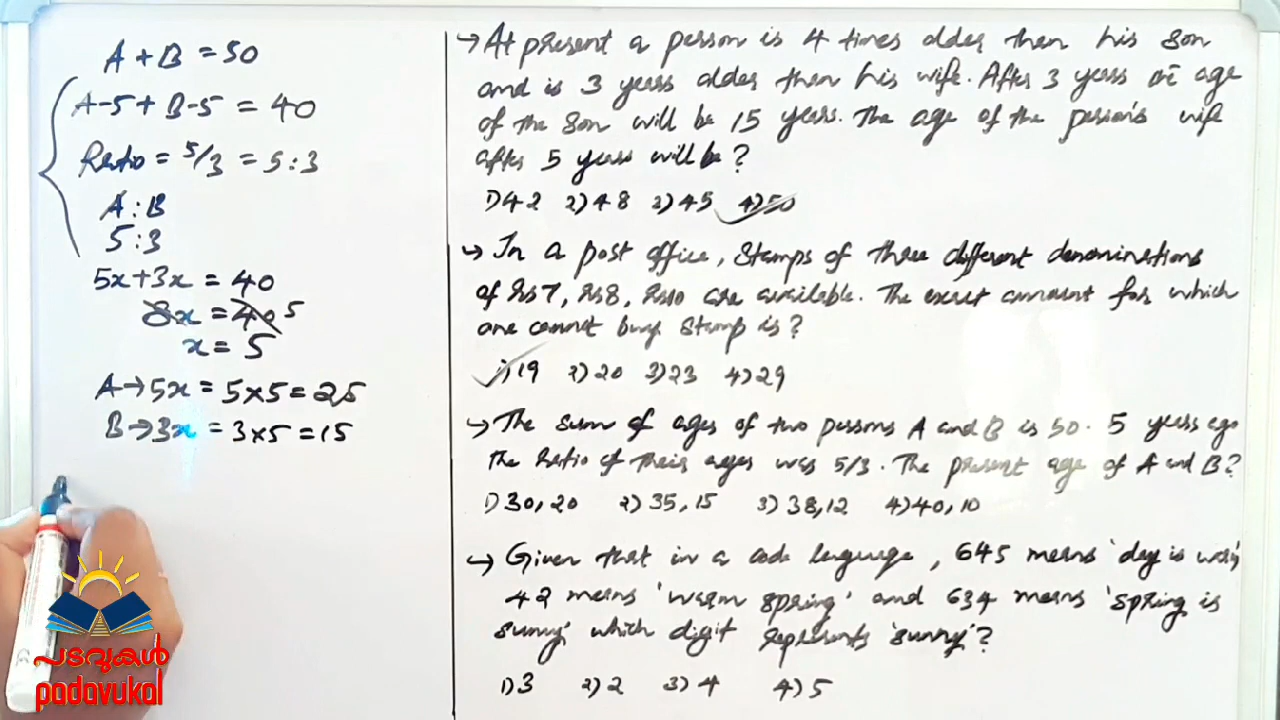 A + B = 50
A-5 + B-5 = 40
Ratio = 5/3 = 5:3
A : B
5 : 3
5x + 3x = 40
8x = 40 5
x = 5
A → 5x = 5×5 = 25
B → 3x = 3×5 = 15
→ At present a person is 4 times older than his son
and is 3 years older than his wife. After 3 years age
of the son will be 15 years. The age of the person's wife
after 5 years will be?
1) 42 2) 48 3) 45 4) 50
→ In a post office, Stamps of three different denominations
of Rs7, Rs8, Rs10 are available. The exact amount for which
one cannot buy Stamp is?
1) 19 2) 20 3) 23 4) 29
→ The sum of ages of two persons A and B is 50. 5 years ago
the Ratio of their ages was 5/3. The present age of A and B?
1) 30, 20 2) 35, 15 3) 38, 12 4) 40, 10
→ Given that in a code language, 645 means 'day is warm'
42 means 'warm spring' and 634 means 'spring is
sunny' which digit represents 'sunny'?
1) 3 2) 2 3) 4 4) 5
പടവുകൾ
padavukal